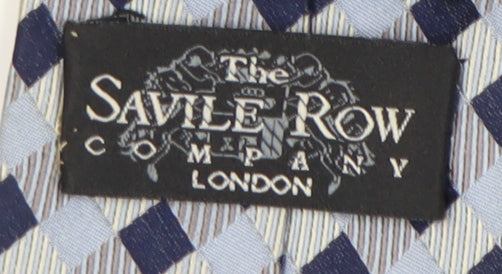 The
SAVILE ROW
COMPANY
LONDON